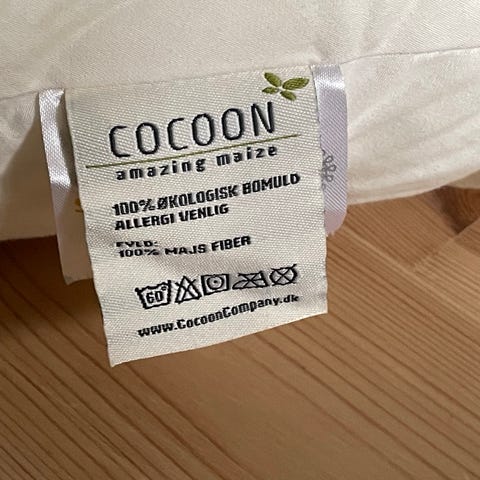 COCOON
amazing maize
100% ØKOLOGISK BOMULD
ALLERGI VENLIG
FYLD:
100% MAJS FIBER
60
www.CocoonCompany.dk